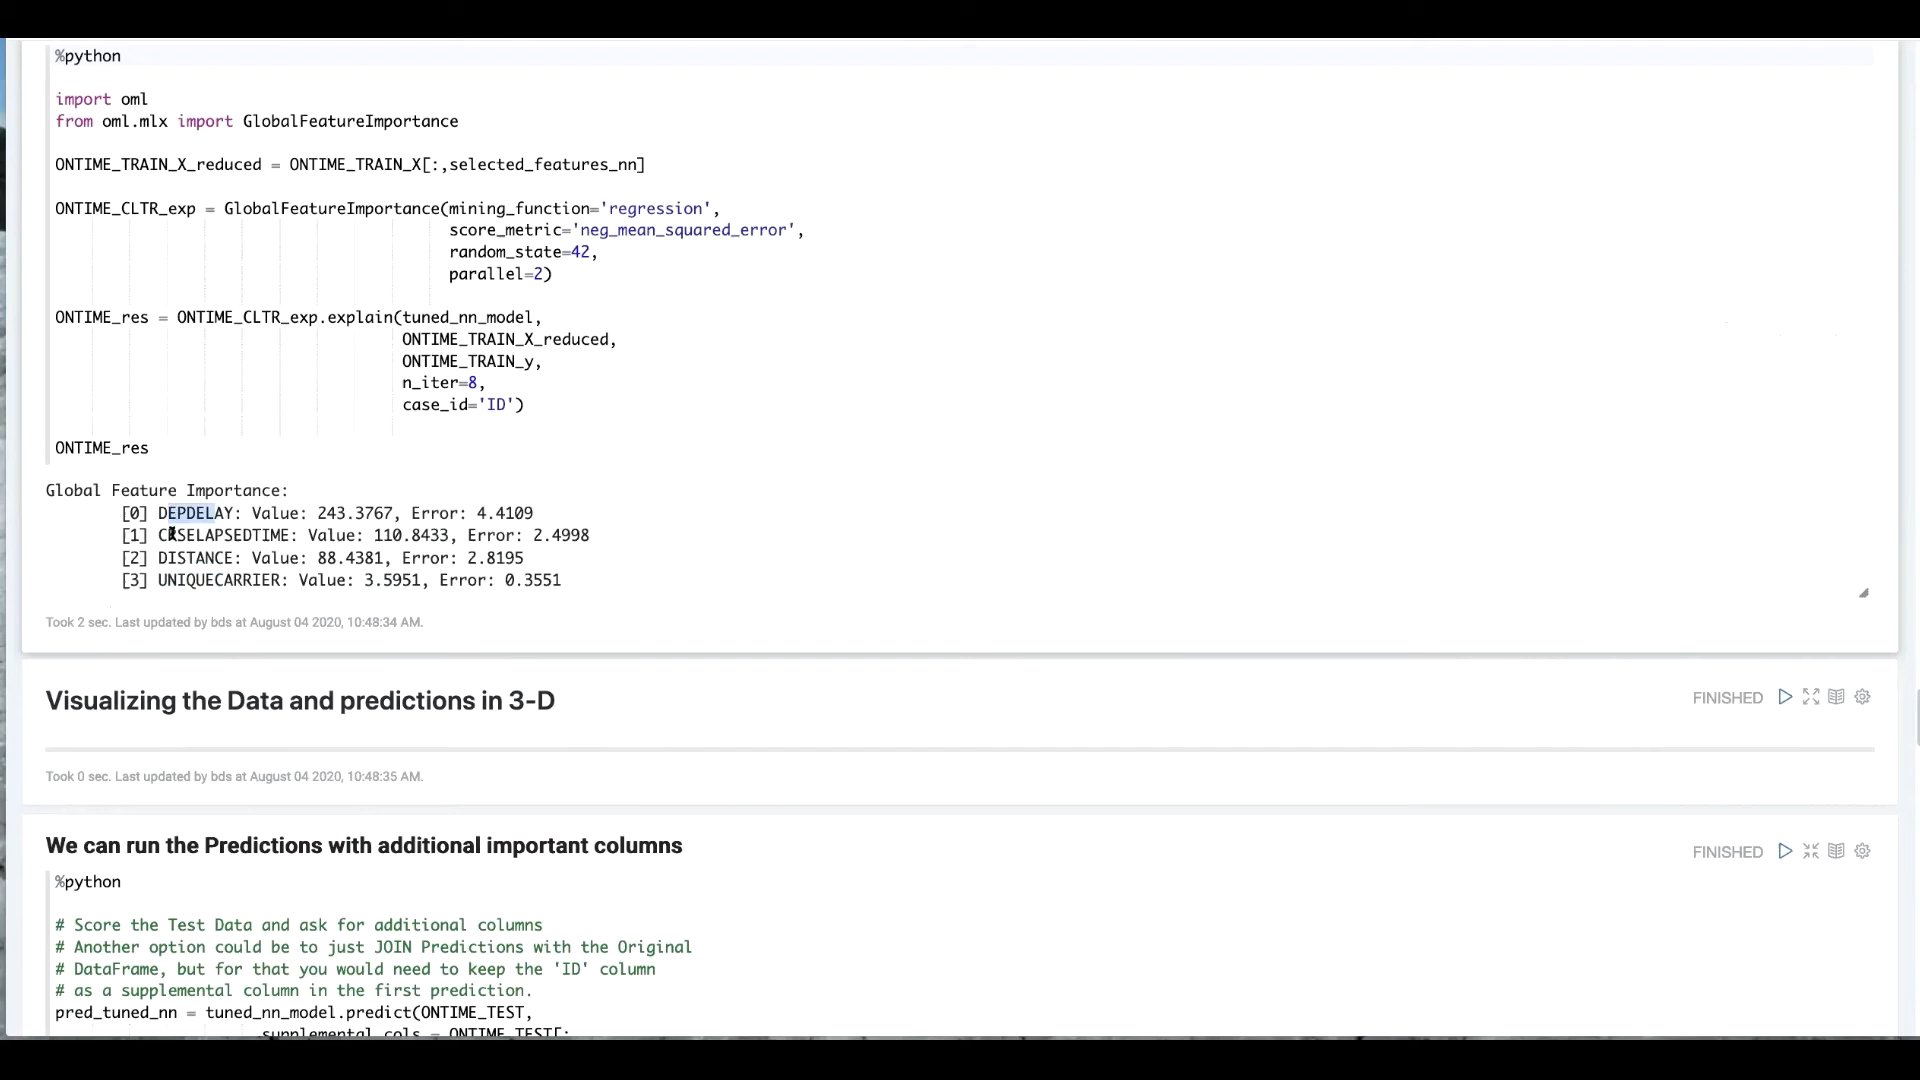 %python
import oml
from oml.mlx import GlobalFeatureImportance
ONTIME_TRAIN_X_reduced = ONTIME_TRAIN_X[:,selected_features_nn]
ONTIME_CLTR_exp = GlobalFeatureImportance(mining_function='regression',
score_metric='neg_mean_squared_error',
random_state=42,
parallel=2)
ONTIME_res = ONTIME_CLTR_exp.explain(tuned_nn_model,
ONTIME_TRAIN_X_reduced,
ONTIME_TRAIN_y,
n_iter=8,
case_id='ID')
ONTIME_res
Global Feature Importance:
[0] DEPDELAY: Value: 243.3767, Error: 4.4109
[1] CRSELAPSEDTIME: Value: 110.8433, Error: 2.4998
[2] DISTANCE: Value: 88.4381, Error: 2.8195
[3] UNIQUECARRIER: Value: 3.5951, Error: 0.3551
Took 2 sec. Last updated by bds at August 04 2020, 10:48:34 AM.
Visualizing the Data and predictions in 3-D
FINISHED
Took 0 sec. Last updated by bds at August 04 2020, 10:48:35 AM.
We can run the Predictions with additional important columns
FINISHED
%python
# Score the Test Data and ask for additional columns
# Another option could be to just JOIN Predictions with the Original
# DataFrame, but for that you would need to keep the 'ID' column
# as a supplemental column in the first prediction.
pred_tuned_nn = tuned_nn_model.predict(ONTIME_TEST,
supplemental_cols = ONTIME_TEST[: